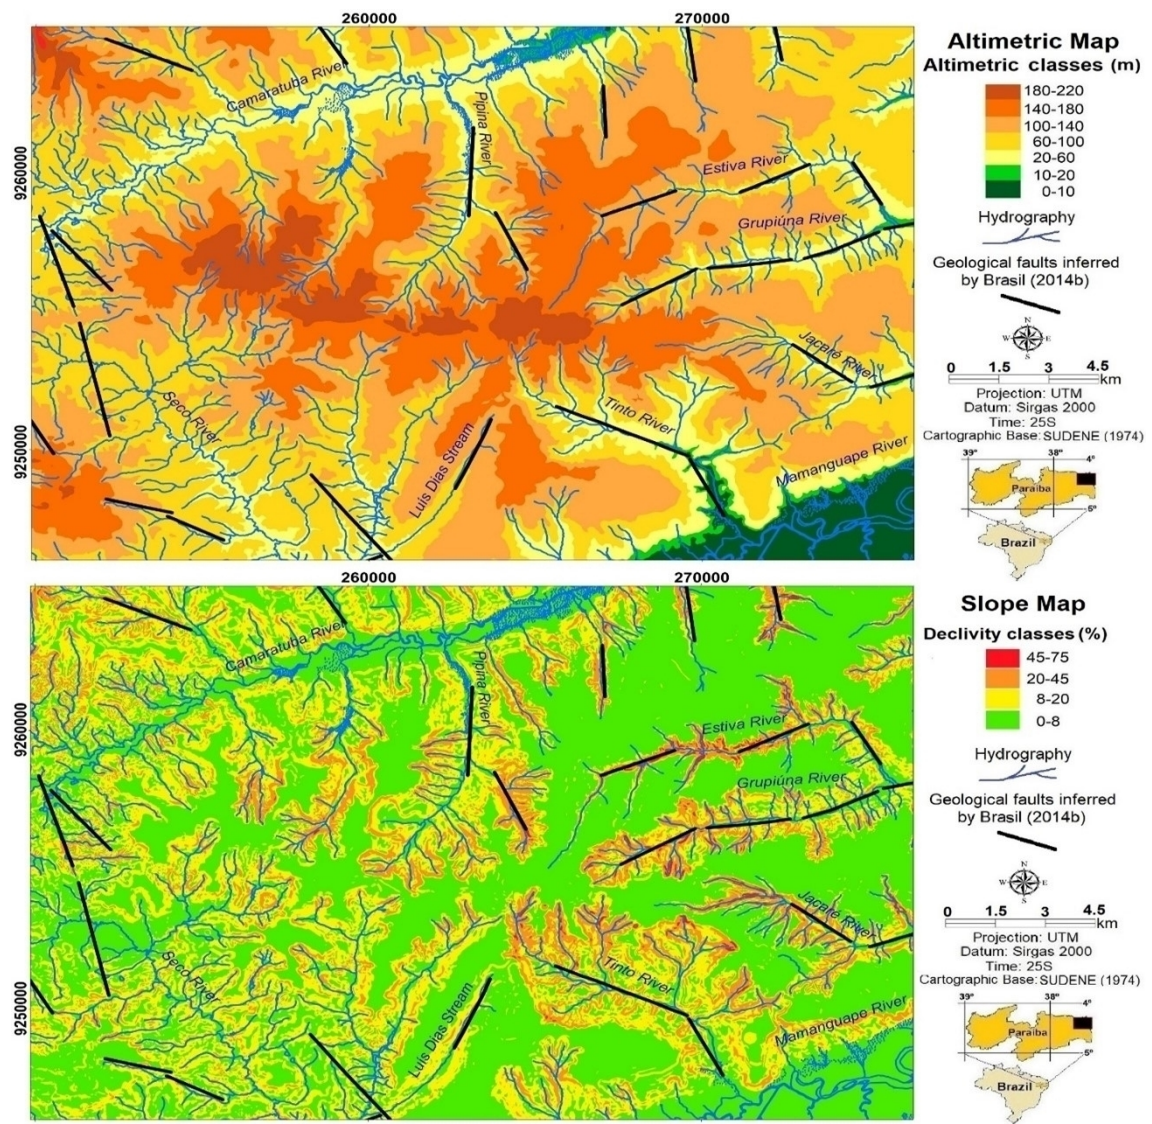 260000
270000
9260000
9250000
Camaratuba River
Pipina River
Estiva River
Grupiúna River
Jacaré River
Seco River
Tinto River
Luis Dias Stream
Mamanguape River
Altimetric Map
Altimetric classes (m)
180-220
140-180
100-140
60-100
20-60
10-20
0-10
Hydrography
Geological faults inferred
by Brasil (2014b)
N
W E
S
0 1.5 3 4.5
km
Projection: UTM
Datum: Sirgas 2000
Time: 25S
Cartographic Base: SUDENE (1974)
39° 38° 4°
Paraiba
5°
Brazil
260000
270000
9260000
9250000
Camaratuba River
Pipina River
Estiva River
Grupiúna River
Jacaré River
Seco River
Tinto River
Luis Dias Stream
Mamanguape River
Slope Map
Declivity classes (%)
45-75
20-45
8-20
0-8
Hydrography
Geological faults inferred
by Brasil (2014b)
N
W E
S
0 1.5 3 4.5
km
Projection: UTM
Datum: Sirgas 2000
Time: 25S
Cartographic Base: SUDENE (1974)
39° 38° 4°
Paraiba
5°
Brazil